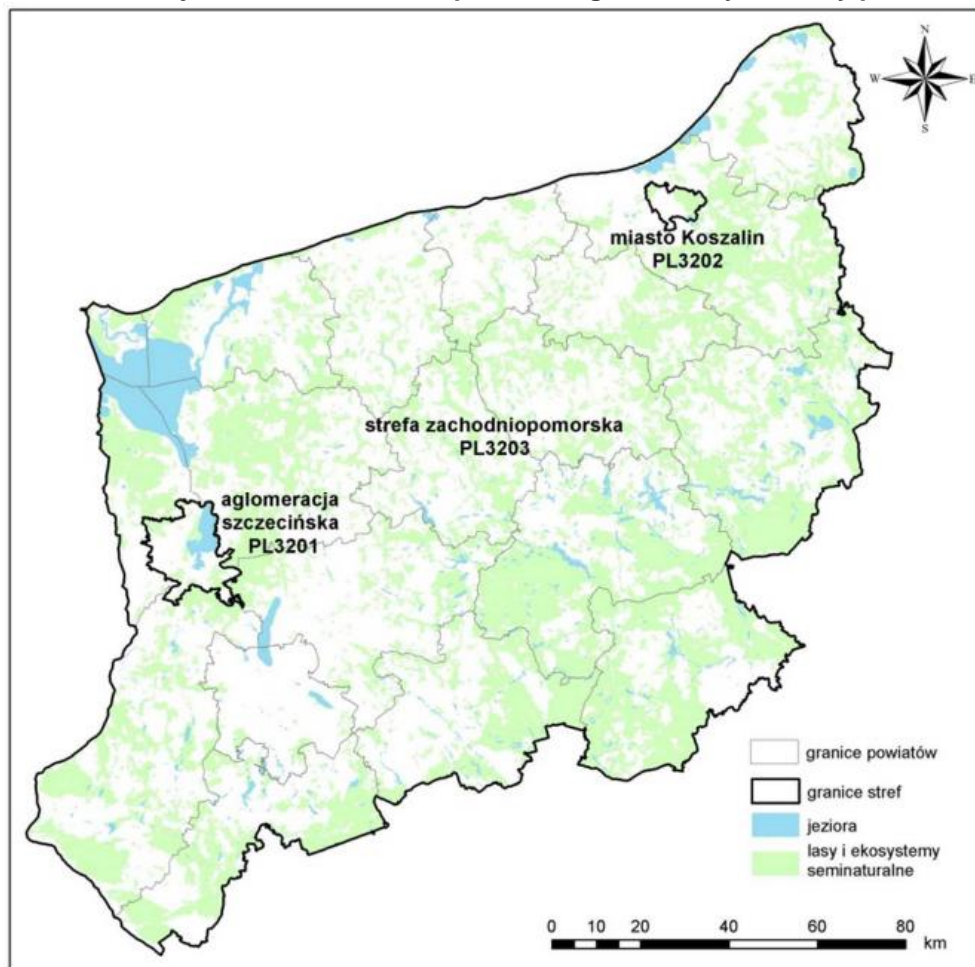 N
W
E
S
miasto Koszalin
PL3202
strefa zachodniopomorska
PL3203
aglomeracja
szczecińska
PL3201
granice powiatów
granice stref
jeziora
lasy i ekosystemy
seminaturalne
0 10 20 40 60 80
km